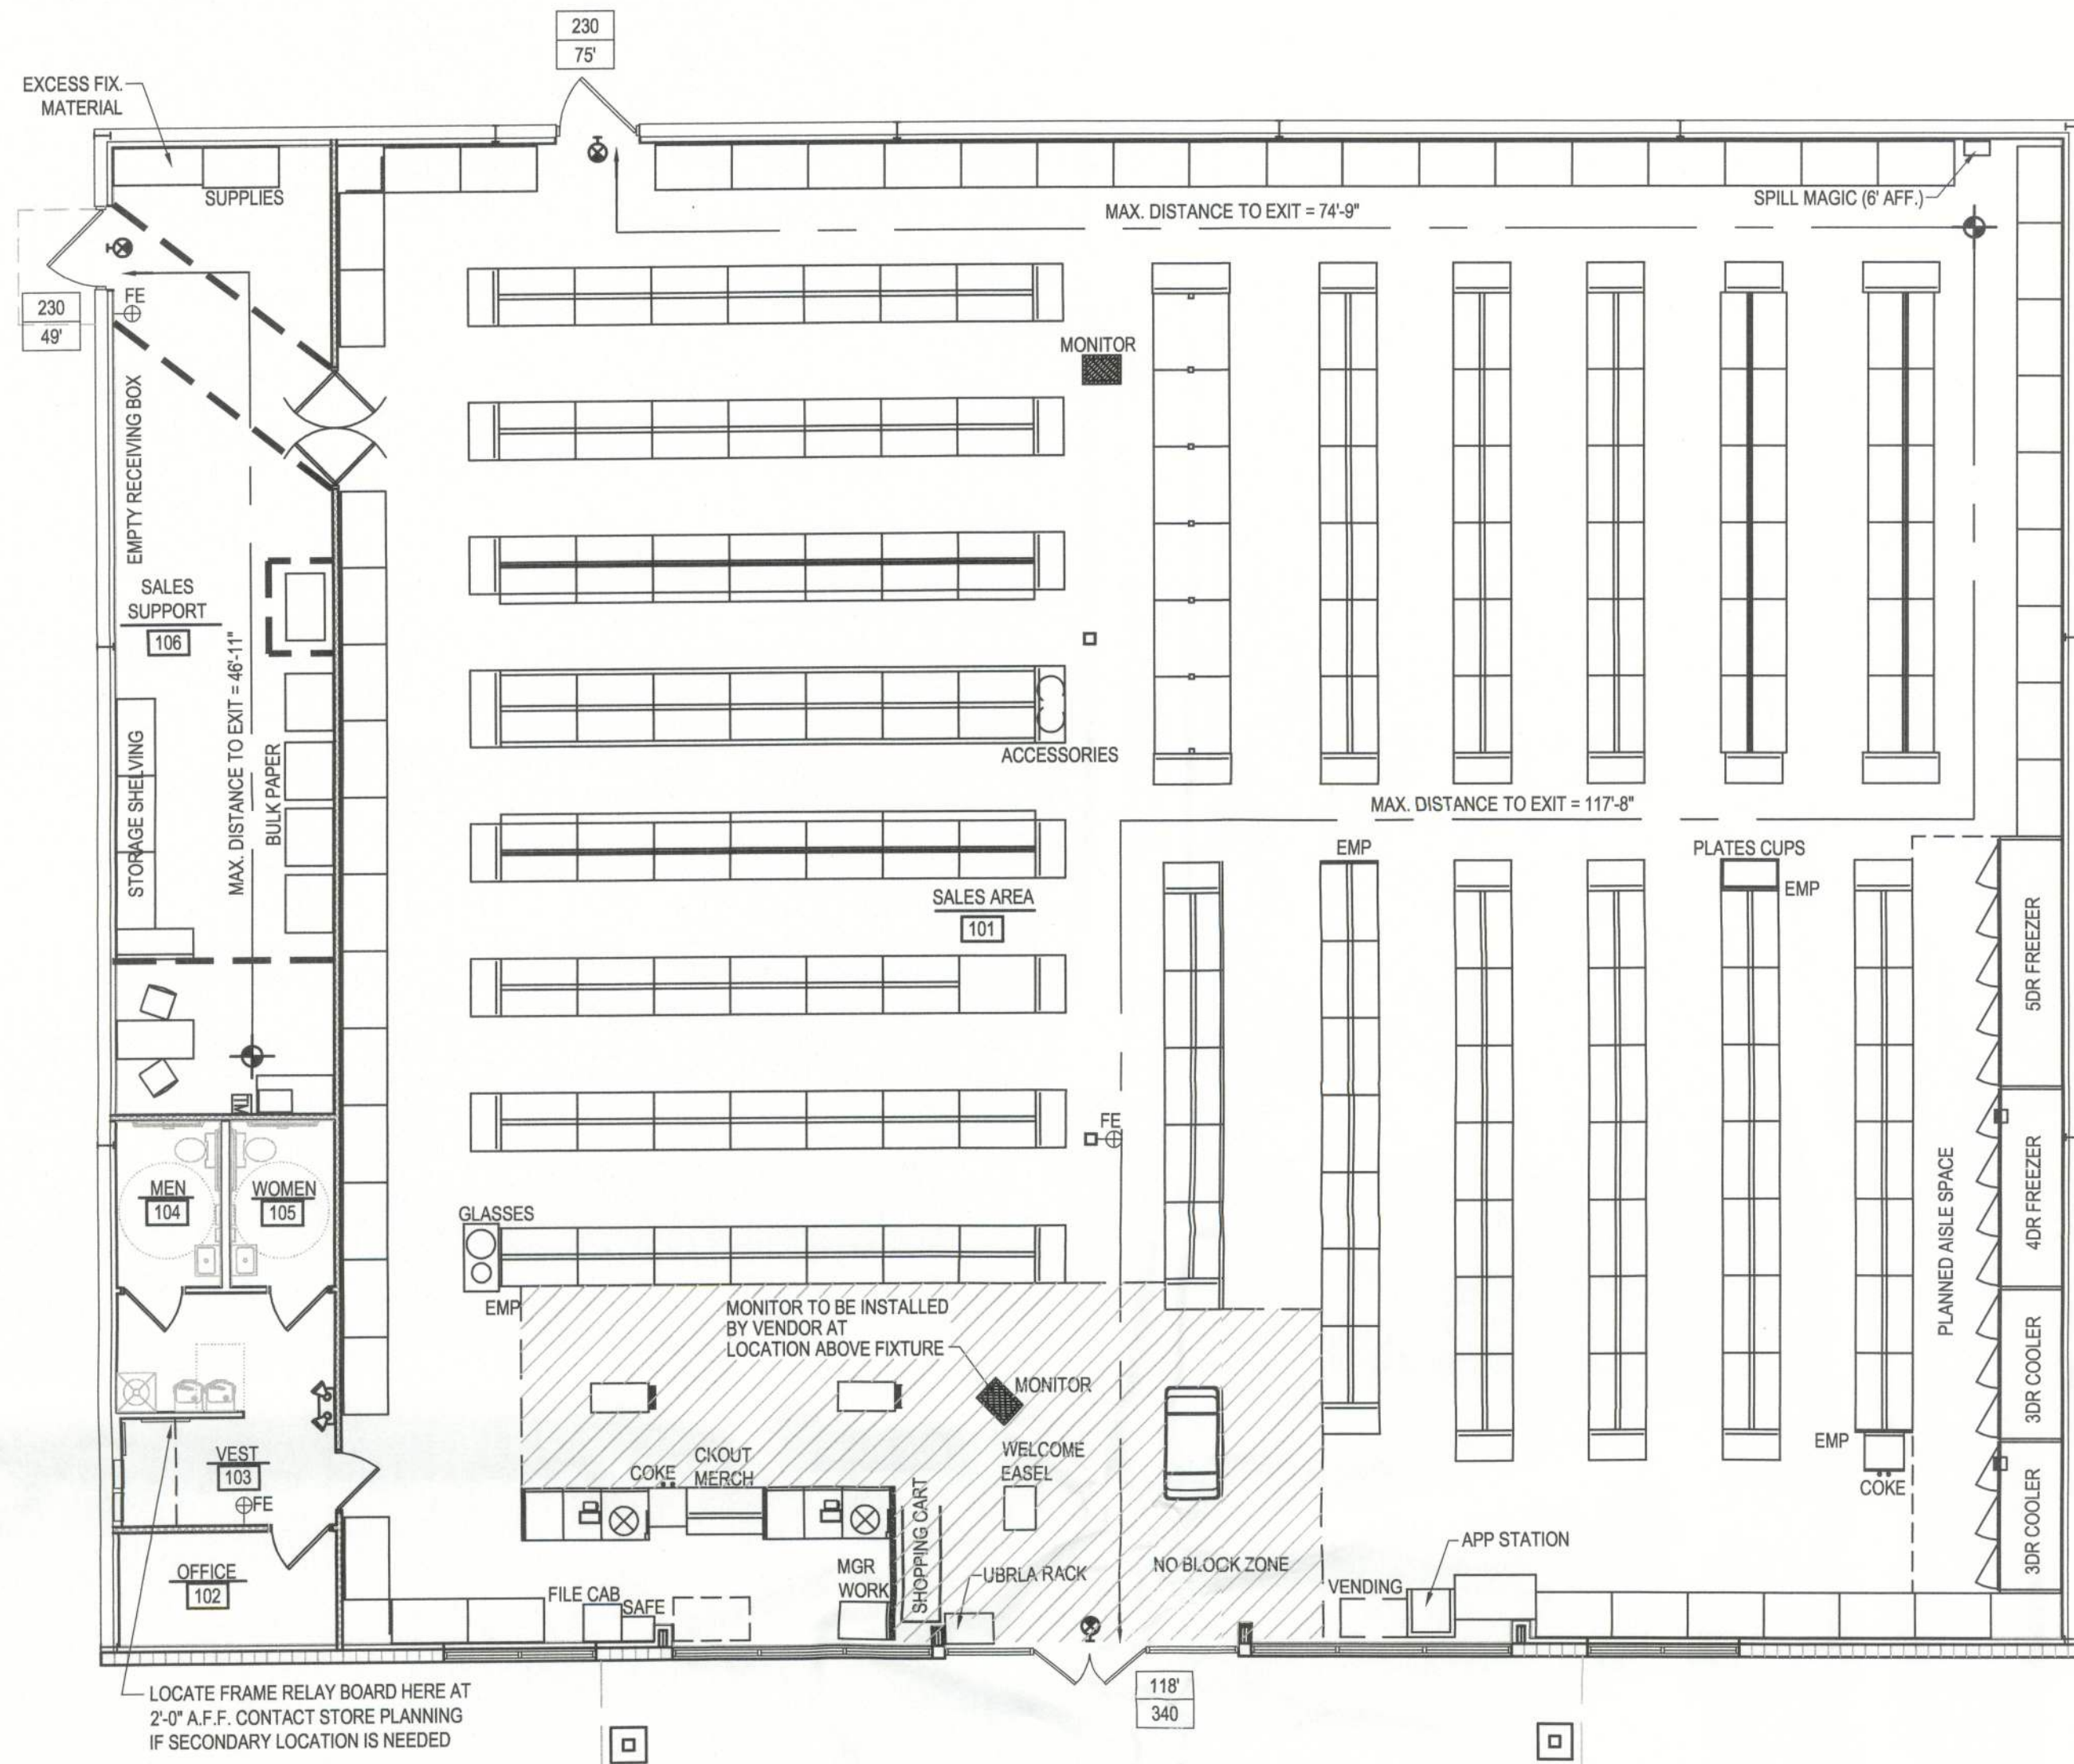 230
75'
EXCESS FIX.
MATERIAL
SUPPLIES
SPILL MAGIC (6' AFF.)
MAX. DISTANCE TO EXIT = 74'-9"
FE
230
49'
MONITOR
EMPTY RECEIVING BOX
SALES
SUPPORT
106
MAX. DISTANCE TO EXIT = 46'-11"
STORAGE SHELVING
BULK PAPER
ACCESSORIES
MAX. DISTANCE TO EXIT = 117'-8"
EMP
PLATES CUPS
EMP
SALES AREA
101
5DR FREEZER
TM
FE
MEN
104
WOMEN
105
GLASSES
EMP
4DR FREEZER
PLANNED AISLE SPACE
MONITOR TO BE INSTALLED
BY VENDOR AT
LOCATION ABOVE FIXTURE
MONITOR
3DR COOLER
VEST
103
FE
COKE
CKOUT
MERCH
WELCOME
EASEL
SHOPPING CART
EMP
COKE
3DR COOLER
OFFICE
102
FILE CAB
SAFE
MGR
WORK
UBRLA RACK
NO BLOCK ZONE
VENDING
APP STATION
118'
340
LOCATE FRAME RELAY BOARD HERE AT
2'-0" A.F.F. CONTACT STORE PLANNING
IF SECONDARY LOCATION IS NEEDED